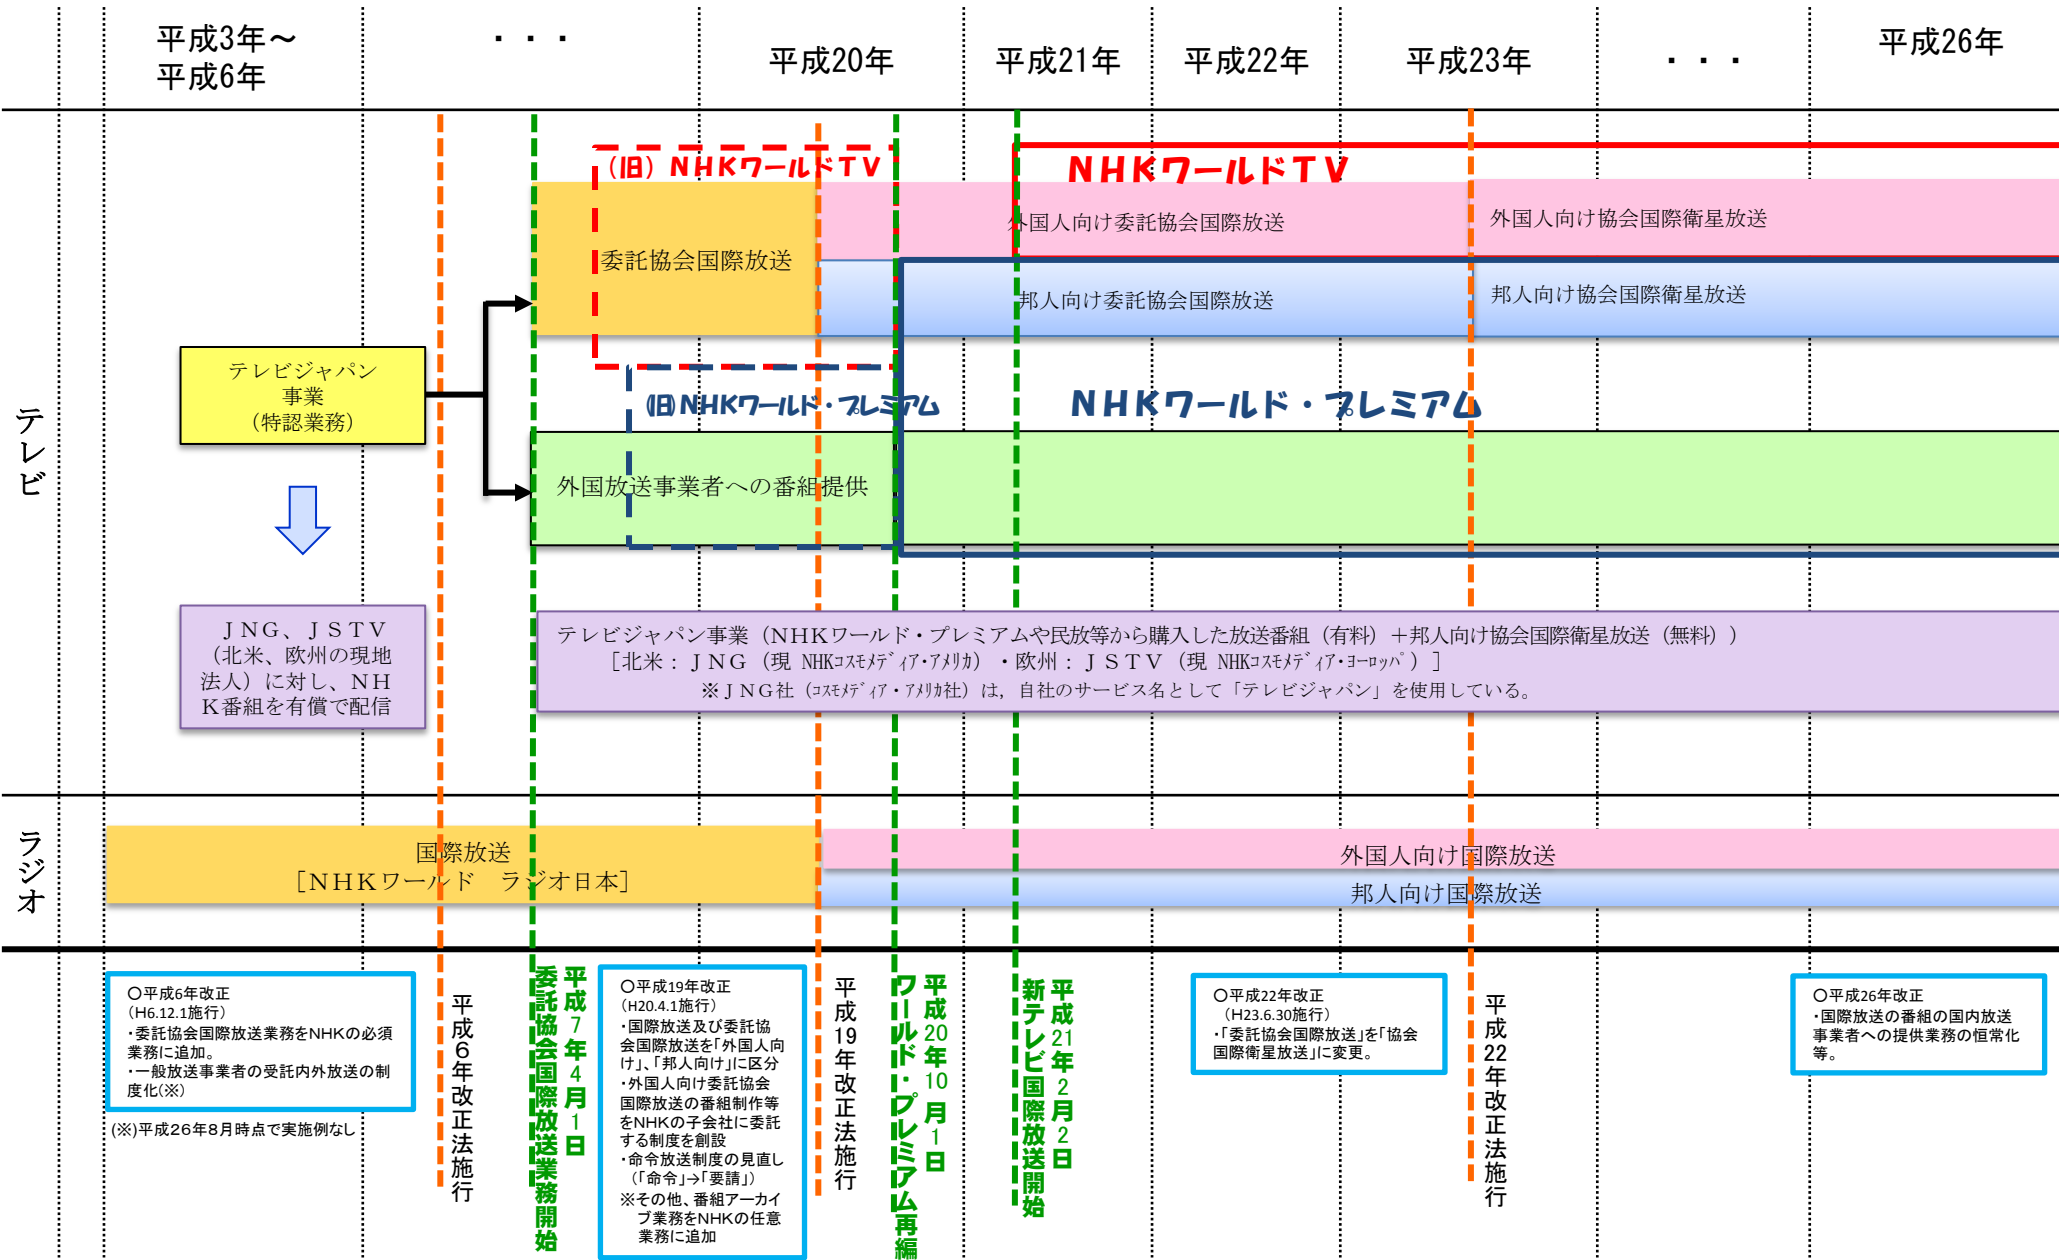 平成3年～
平成6年
・・・
平成20年
平成21年
平成22年
平成23年
・・・
平成26年
テレビ
(旧)NHKワールドTV
NHKワールドTV
委託協会国際放送
外国人向け委託協会国際放送
外国人向け協会国際衛星放送
邦人向け委託協会国際放送
邦人向け協会国際衛星放送
テレビジャパン
事業
(特認業務)
(旧)NHKワールド・プレミアム
NHKワールド・プレミアム
外国放送事業者への番組提供
JNG、JSTV
(北米、欧州の現地
法人)に対し、NH
K番組を有償で配信
テレビジャパン事業(NHKワールド・プレミアムや民放等から購入した放送番組(有料)＋邦人向け協会国際衛星放送(無料))
[北米：JNG(現 NHKコスモメディア・アメリカ)・欧州：JSTV(現 NHKコスモメディア・ヨーロッパ)]
※JNG社(コスモメディア・アメリカ社)は，自社のサービス名として「テレビジャパン」を使用している。
ラジオ
国際放送
[NHKワールド　ラジオ日本]
外国人向け国際放送
邦人向け国際放送
○平成6年改正
(H6.12.1施行)
・委託協会国際放送業務をNHKの必須
業務に追加。
・一般放送事業者の受託内外放送の制
度化(※)
(※)平成26年8月時点で実施例なし
平成6年改正法施行
平成7年4月1日
委託協会国際放送業務開始
○平成19年改正
(H20.4.1施行)
・国際放送及び委託協
会国際放送を「外国人向
け」、「邦人向け」に区分
・外国人向け委託協会
国際放送の番組制作等
をNHKの子会社に委託
する制度を創設
・命令放送制度の見直し
(「命令」→「要請」)
※その他、番組アーカイ
ブ業務をNHKの任意
業務に追加
平成19年改正法施行
平成20年10月1日
ワールド・プレミアム再編
平成21年2月2日
新テレビ国際放送開始
○平成22年改正
(H23.6.30施行)
・「委託協会国際放送」を「協会
国際衛星放送」に変更。
平成22年改正法施行
○平成26年改正
・国際放送の番組の国内放送
事業者への提供業務の恒常化
等。